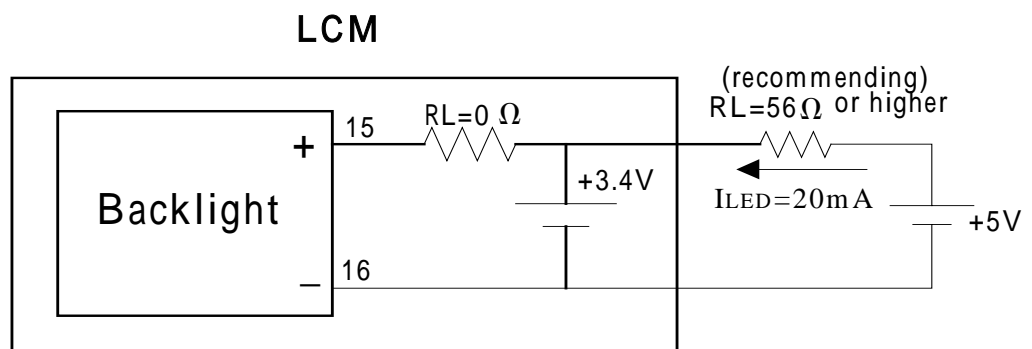 LCM
(recommending)
RL=56Ω or higher
15
RL=0 Ω
+
+3.4V
ILED=20mA
Backlight
+5V
16
−